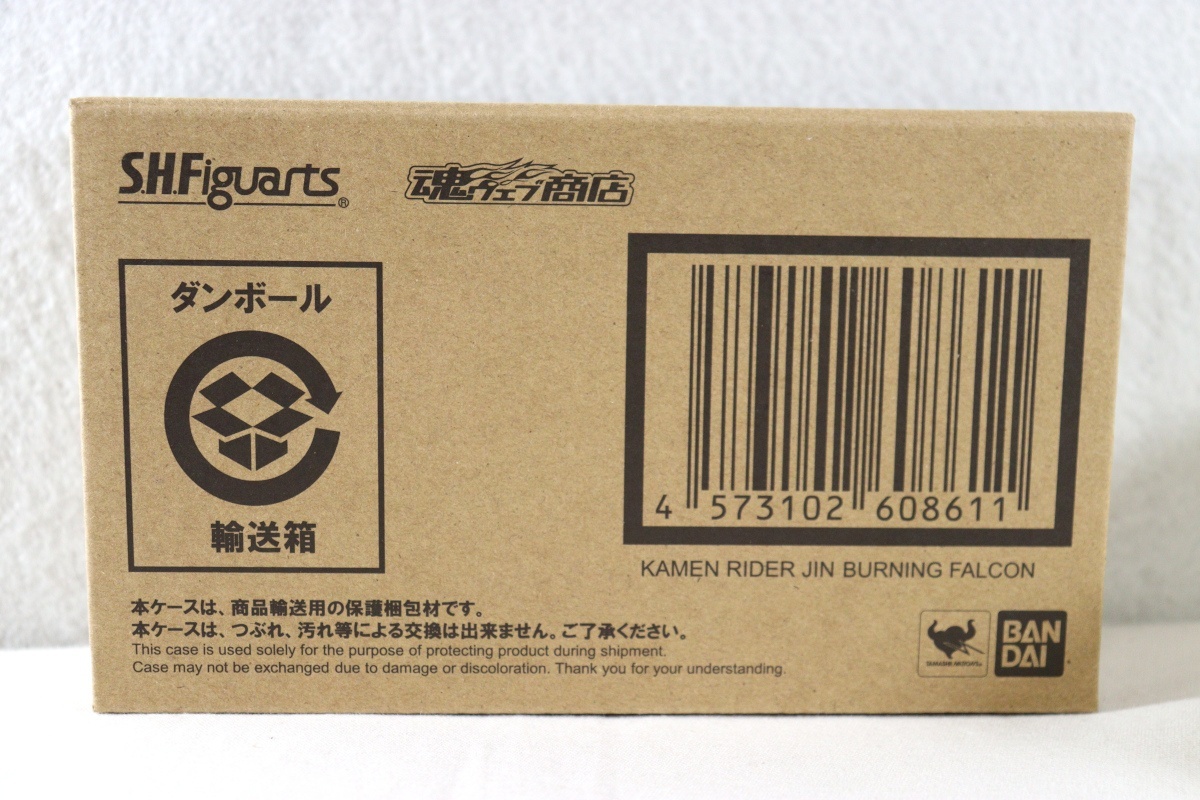 S.H.Figuarts®
魂ウェブ商店
ダンボール
輸送箱
4 573102 608611
KAMEN RIDER JIN BURNING FALCON
本ケースは、商品輸送用の保護梱包材です。
本ケースは、つぶれ、汚れ等による交換は出来ません。ご了承ください。
This case is used solely for the purpose of protecting product during shipment.
Case may not be exchanged due to damage or discoloration. Thank you for your understanding.
TAMASHII NATIONS
BAN
DAI